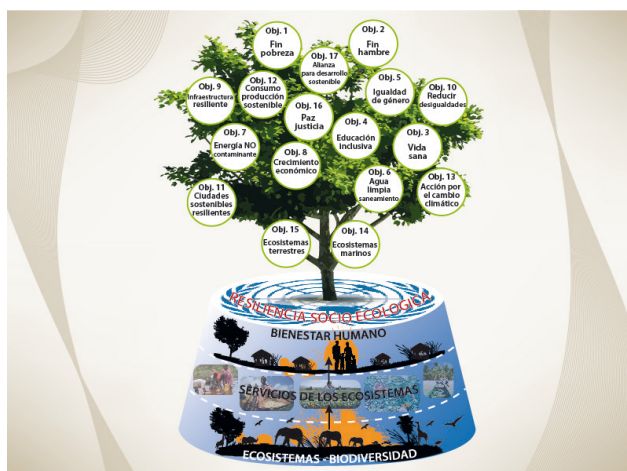 Obj. 1
Fin
pobreza
Obj. 2
Fin
hambre
Obj. 17
Alianza
para desarrollo
sostenible
Obj. 9
Infraestructura
resiliente
Obj. 12
Consumo
producción
sostenible
Obj. 5
Igualdad
de género
Obj. 10
Reducir
desigualdades
Obj. 16
Paz
justicia
Obj. 7
Energía NO
contaminante
Obj. 4
Educación
inclusiva
Obj. 3
Vida
sana
Obj. 8
Crecimiento
económico
Obj. 11
Ciudades
sostenibles
resilientes
Obj. 6
Agua
limpia
saneamiento
Obj. 13
Acción por
el cambio
climático
Obj. 15
Ecosistemas
terrestres
Obj. 14
Ecosistemas
marinos
RESILIENCIA SOCIO ECOLOGICA
BIENESTAR HUMANO
SERVICIOS DE LOS ECOSISTEMAS
ECOSISTEMAS - BIODIVERSIDAD